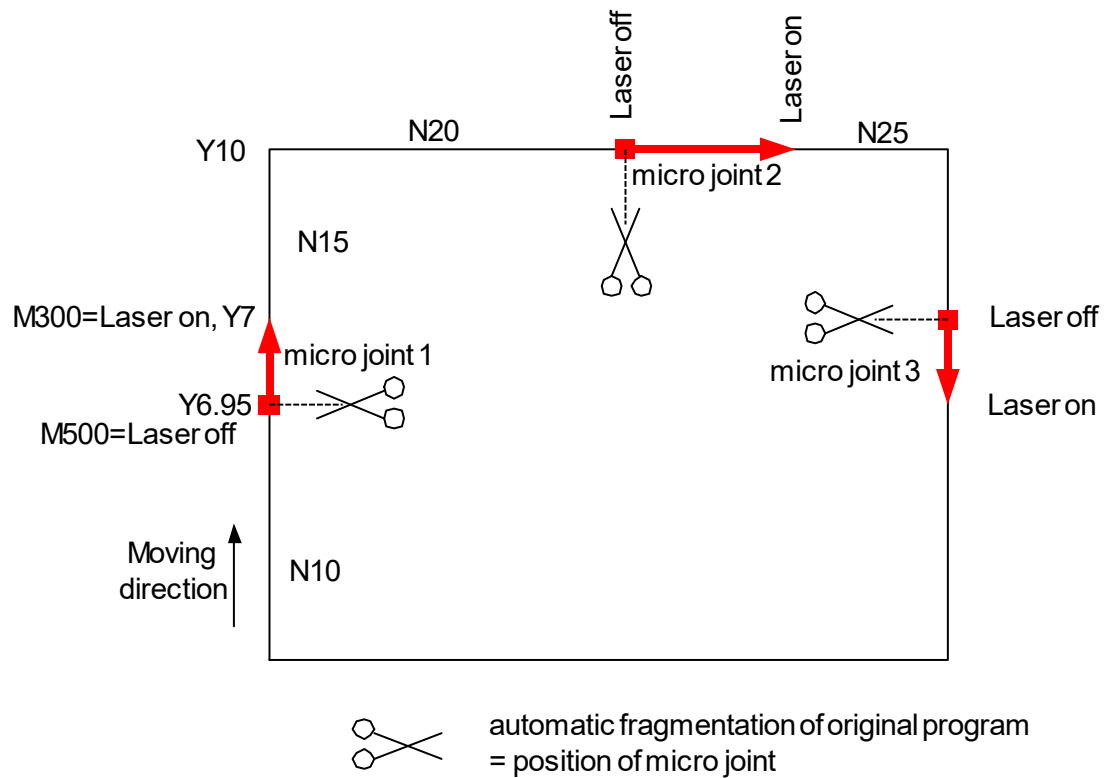 Laser off
Laser on
N20
N25
Y10
micro joint 2
N15
M300=Laser on, Y7
Laser off
micro joint 1
micro joint 3
Y6.95
Laser on
M500=Laser off
Moving
direction
N10
automatic fragmentation of original program
= position of micro joint